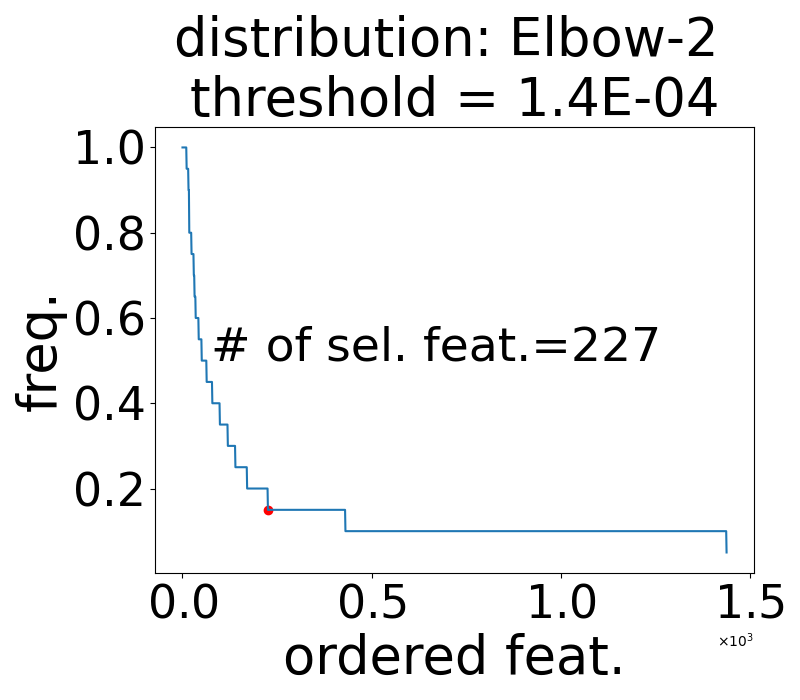 distribution: Elbow-2
threshold = 1.4E-04
1.0
0.8
0.6
0.4
0.2
freq.
# of sel. feat.=227
0.0 0.5 1.0 1.5
×10³
ordered feat.